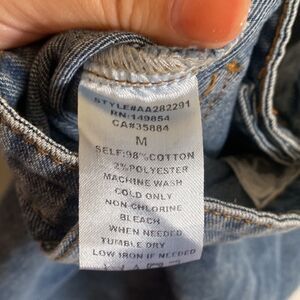 STYLE#AA282291
RN:149854
CA#35884
M
SELF:98%COTTON
2%POLYESTER
MACHINE WASH
COLD ONLY
NON CHLORINE
BLEACH
WHEN NEEDED
TUMBLE DRY
LOW IRON IF NEEDED